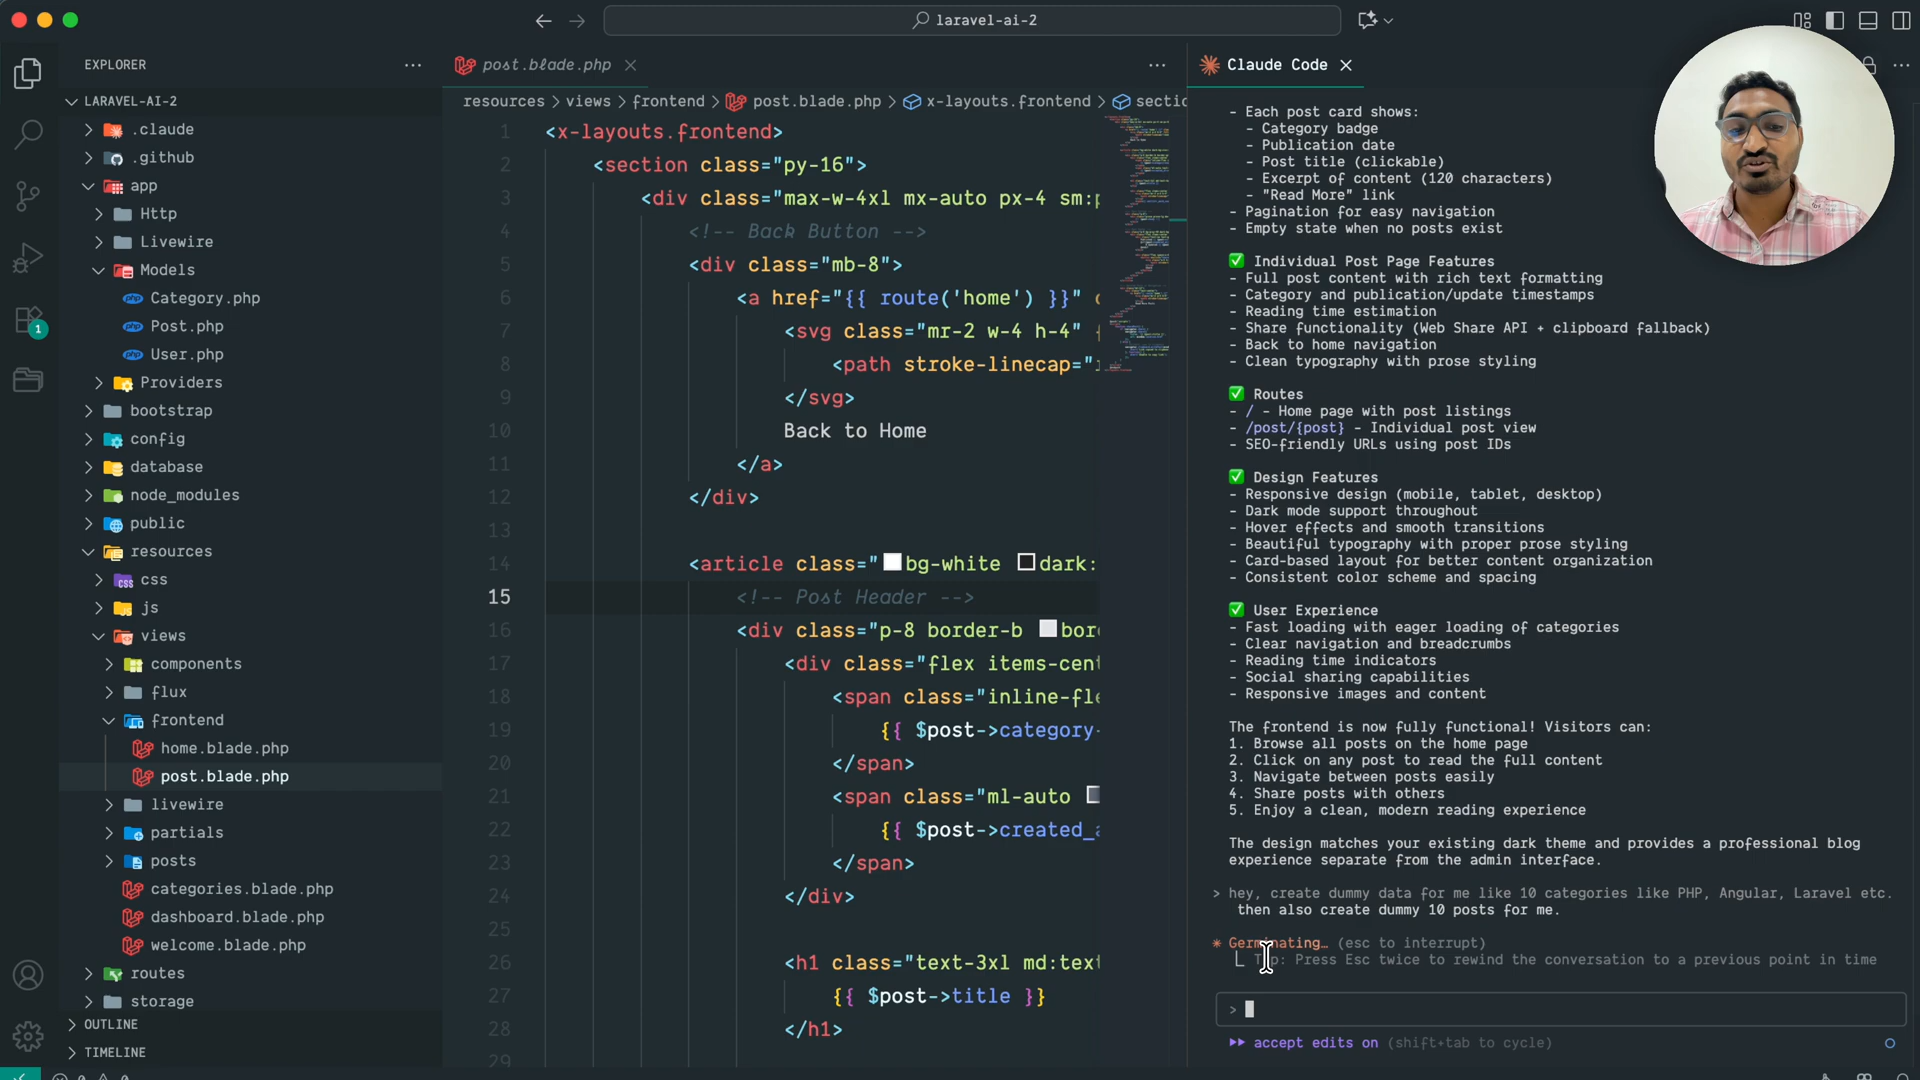 laravel-ai-2
EXPLORER
LARAVEL-AI-2
.claude
.github
app
Http
Livewire
Models
Category.php
Post.php
User.php
Providers
bootstrap
config
database
node_modules
public
resources
css
js
views
components
flux
frontend
home.blade.php
post.blade.php
livewire
partials
posts
categories.blade.php
dashboard.blade.php
welcome.blade.php
routes
storage
OUTLINE
TIMELINE
1
post.blade.php
resources > views > frontend > post.blade.php > x-layouts.frontend > sectic
1 <x-layouts.frontend>
2 <section class="py-16">
3 <div class="max-w-4xl mx-auto px-4 sm:p
4 <!-- Back Button -->
5 <div class="mb-8">
6 <a href="{{ route('home') }}" c
7 <svg class="mr-2 w-4 h-4" f
8 <path stroke-linecap="r
9 </svg>
10 Back to Home
11 </a>
12 </div>
13
14 <article class="bg-white dark:
15 <!-- Post Header -->
16 <div class="p-8 border-b bord
17 <div class="flex items-cent
18 <span class="inline-fle
19 {{ $post->category-
20 </span>
21 <span class="ml-auto
22 {{ $post->created_a
23 </span>
24 </div>
25
26 <h1 class="text-3xl md:text
27 {{ $post->title }}
28 </h1>
29
Claude Code
- Each post card shows:
- Category badge
- Publication date
- Post title (clickable)
- Excerpt of content (120 characters)
- "Read More" link
- Pagination for easy navigation
- Empty state when no posts exist
✅ Individual Post Page Features
- Full post content with rich text formatting
- Category and publication/update timestamps
- Reading time estimation
- Share functionality (Web Share API + clipboard fallback)
- Back to home navigation
- Clean typography with prose styling
✅ Routes
- / - Home page with post listings
- /post/{post} - Individual post view
- SEO-friendly URLs using post IDs
✅ Design Features
- Responsive design (mobile, tablet, desktop)
- Dark mode support throughout
- Hover effects and smooth transitions
- Beautiful typography with proper prose styling
- Card-based layout for better content organization
- Consistent color scheme and spacing
✅ User Experience
- Fast loading with eager loading of categories
- Clear navigation and breadcrumbs
- Reading time indicators
- Social sharing capabilities
- Responsive images and content
The frontend is now fully functional! Visitors can:
1. Browse all posts on the home page
2. Click on any post to read the full content
3. Navigate between posts easily
4. Share posts with others
5. Enjoy a clean, modern reading experience
The design matches your existing dark theme and provides a professional blog
experience separate from the admin interface.
> hey, create dummy data for me like 10 categories like PHP, Angular, Laravel etc.
then also create dummy 10 posts for me.
* Germinating… (esc to interrupt)
Tip: Press Esc twice to rewind the conversation to a previous point in time
>
accept edits on (shift+tab to cycle)